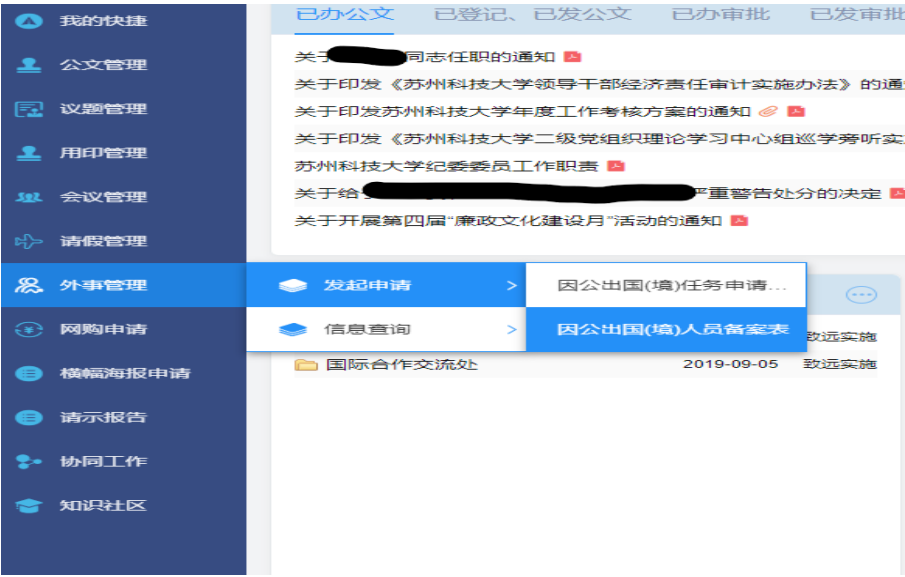 我的快捷
公文管理
议题管理
用印管理
会议管理
请假管理
外事管理
网购申请
横幅海报申请
请示报告
协同工作
知识社区
已办公文 已登记、已发公文 已办审批 已发审批
关于 同志任职的通知
关于印发《苏州科技大学领导干部经济责任审计实施办法》的通
关于印发苏州科技大学年度工作考核方案的通知
关于印发《苏州科技大学二级党组织理论学习中心组巡学旁听实
苏州科技大学纪委委员工作职责
关于给 严重警告处分的决定
关于开展第四届“廉政文化建设月”活动的通知
发起申请 >
信息查询 >
因公出国(境)任务申请...
因公出国(境)人员备案表
致远实施
国际合作交流处 2019-09-05 致远实施